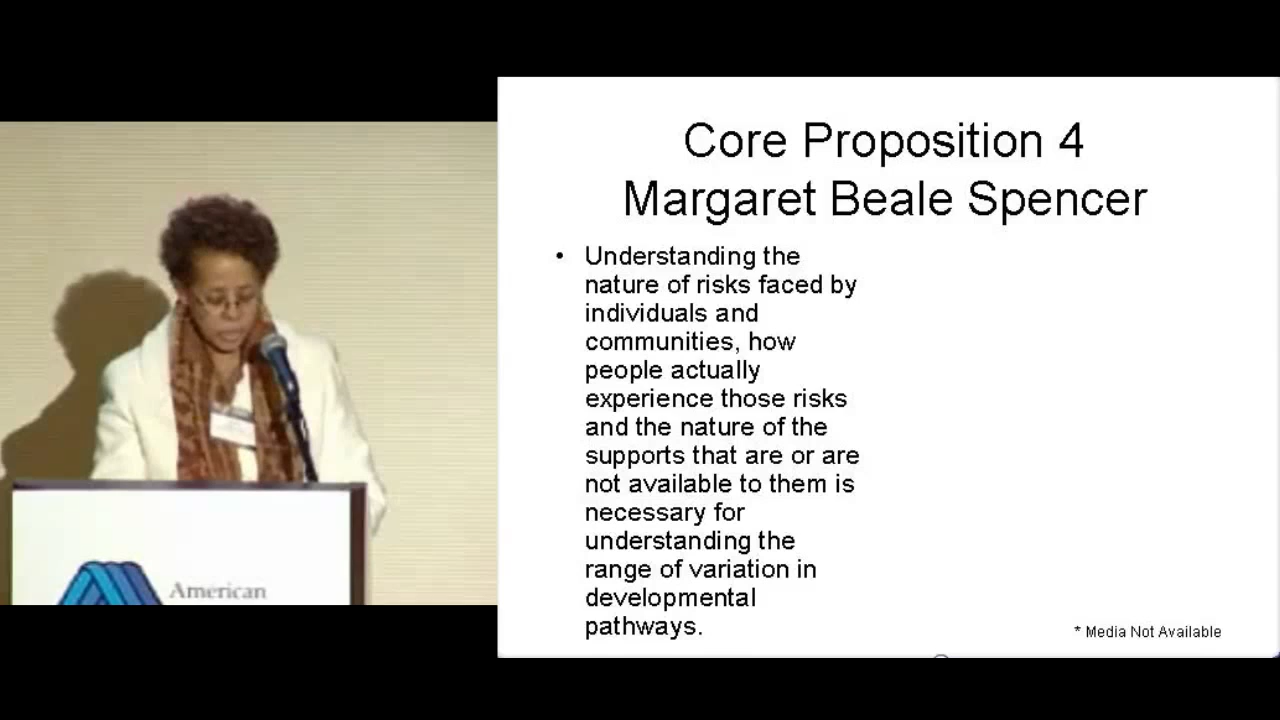 Core Proposition 4
Margaret Beale Spencer
• Understanding the
nature of risks faced by
individuals and
communities, how
people actually
experience those risks
and the nature of the
supports that are or are
not available to them is
necessary for
understanding the
range of variation in
developmental
pathways.
* Media Not Available
American